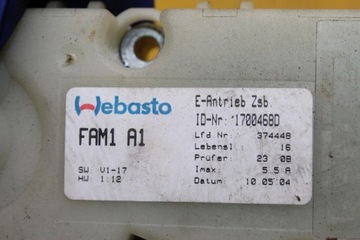 Webasto
E-Antrieb Zsb.
ID-Nr: 1700468D
FAM1 A1
Lfd Nr: 374448
Lebensl 16
Prüfer: 23 08
SW V1-17
Imax: 5.5 A
HW 1:12
Datum: 10.05.04